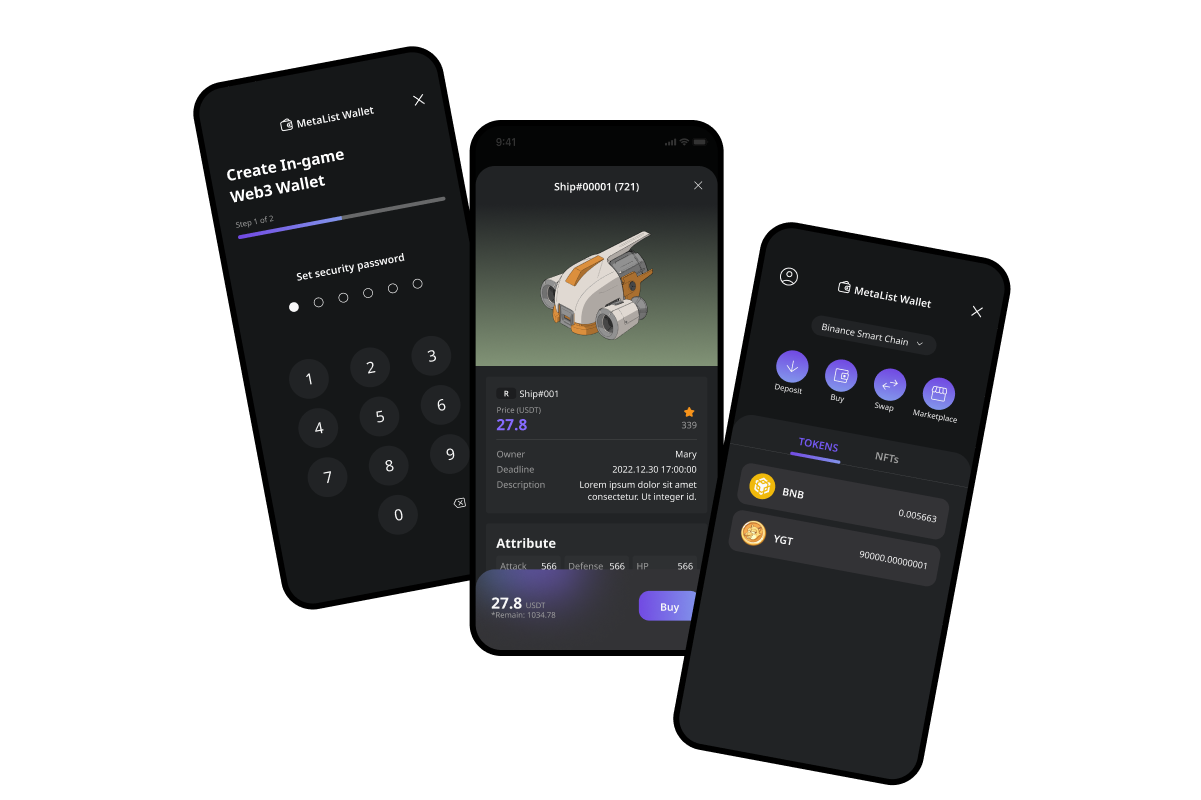 MetaList Wallet
Create In-game
Web3 Wallet
Step 1 of 2
Set security password
1 2 3
4 5 6
7 8 9
0
9:41
Ship#00001 (721)
R Ship#001
Price (USDT)
27.8 339
Owner Mary
Deadline 2022.12.30 17:00:00
Description Lorem ipsum dolor sit amet
consectetur. Ut integer id.
Attribute
Attack 566 Defense 566 HP 566
27.8 USDT
*Remain: 1034.78
Buy
MetaList Wallet
Binance Smart Chain
Deposit Buy Swap Marketplace
TOKENS NFTs
BNB 0.005663
YGT 90000.00000001